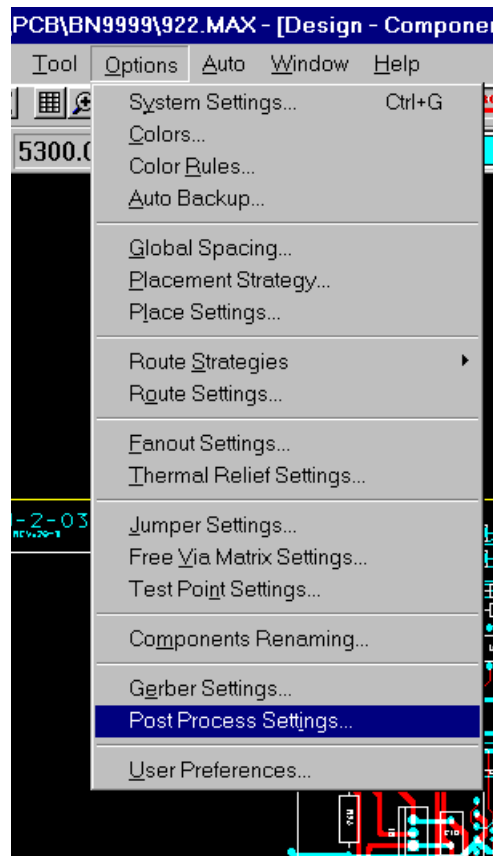 PCB\BN9999\922.MAX - [Design - Componer
Tool Options Auto Window Help
System Settings... Ctrl+G
5300.0
Colors...
Color Rules...
Auto Backup...
Global Spacing...
Placement Strategy...
Place Settings...
Route Strategies
Route Settings...
Fanout Settings...
Thermal Relief Settings...
-2-03
Jumper Settings...
Free Via Matrix Settings...
Test Point Settings...
Components Renaming...
Gerber Settings...
Post Process Settings...
User Preferences...